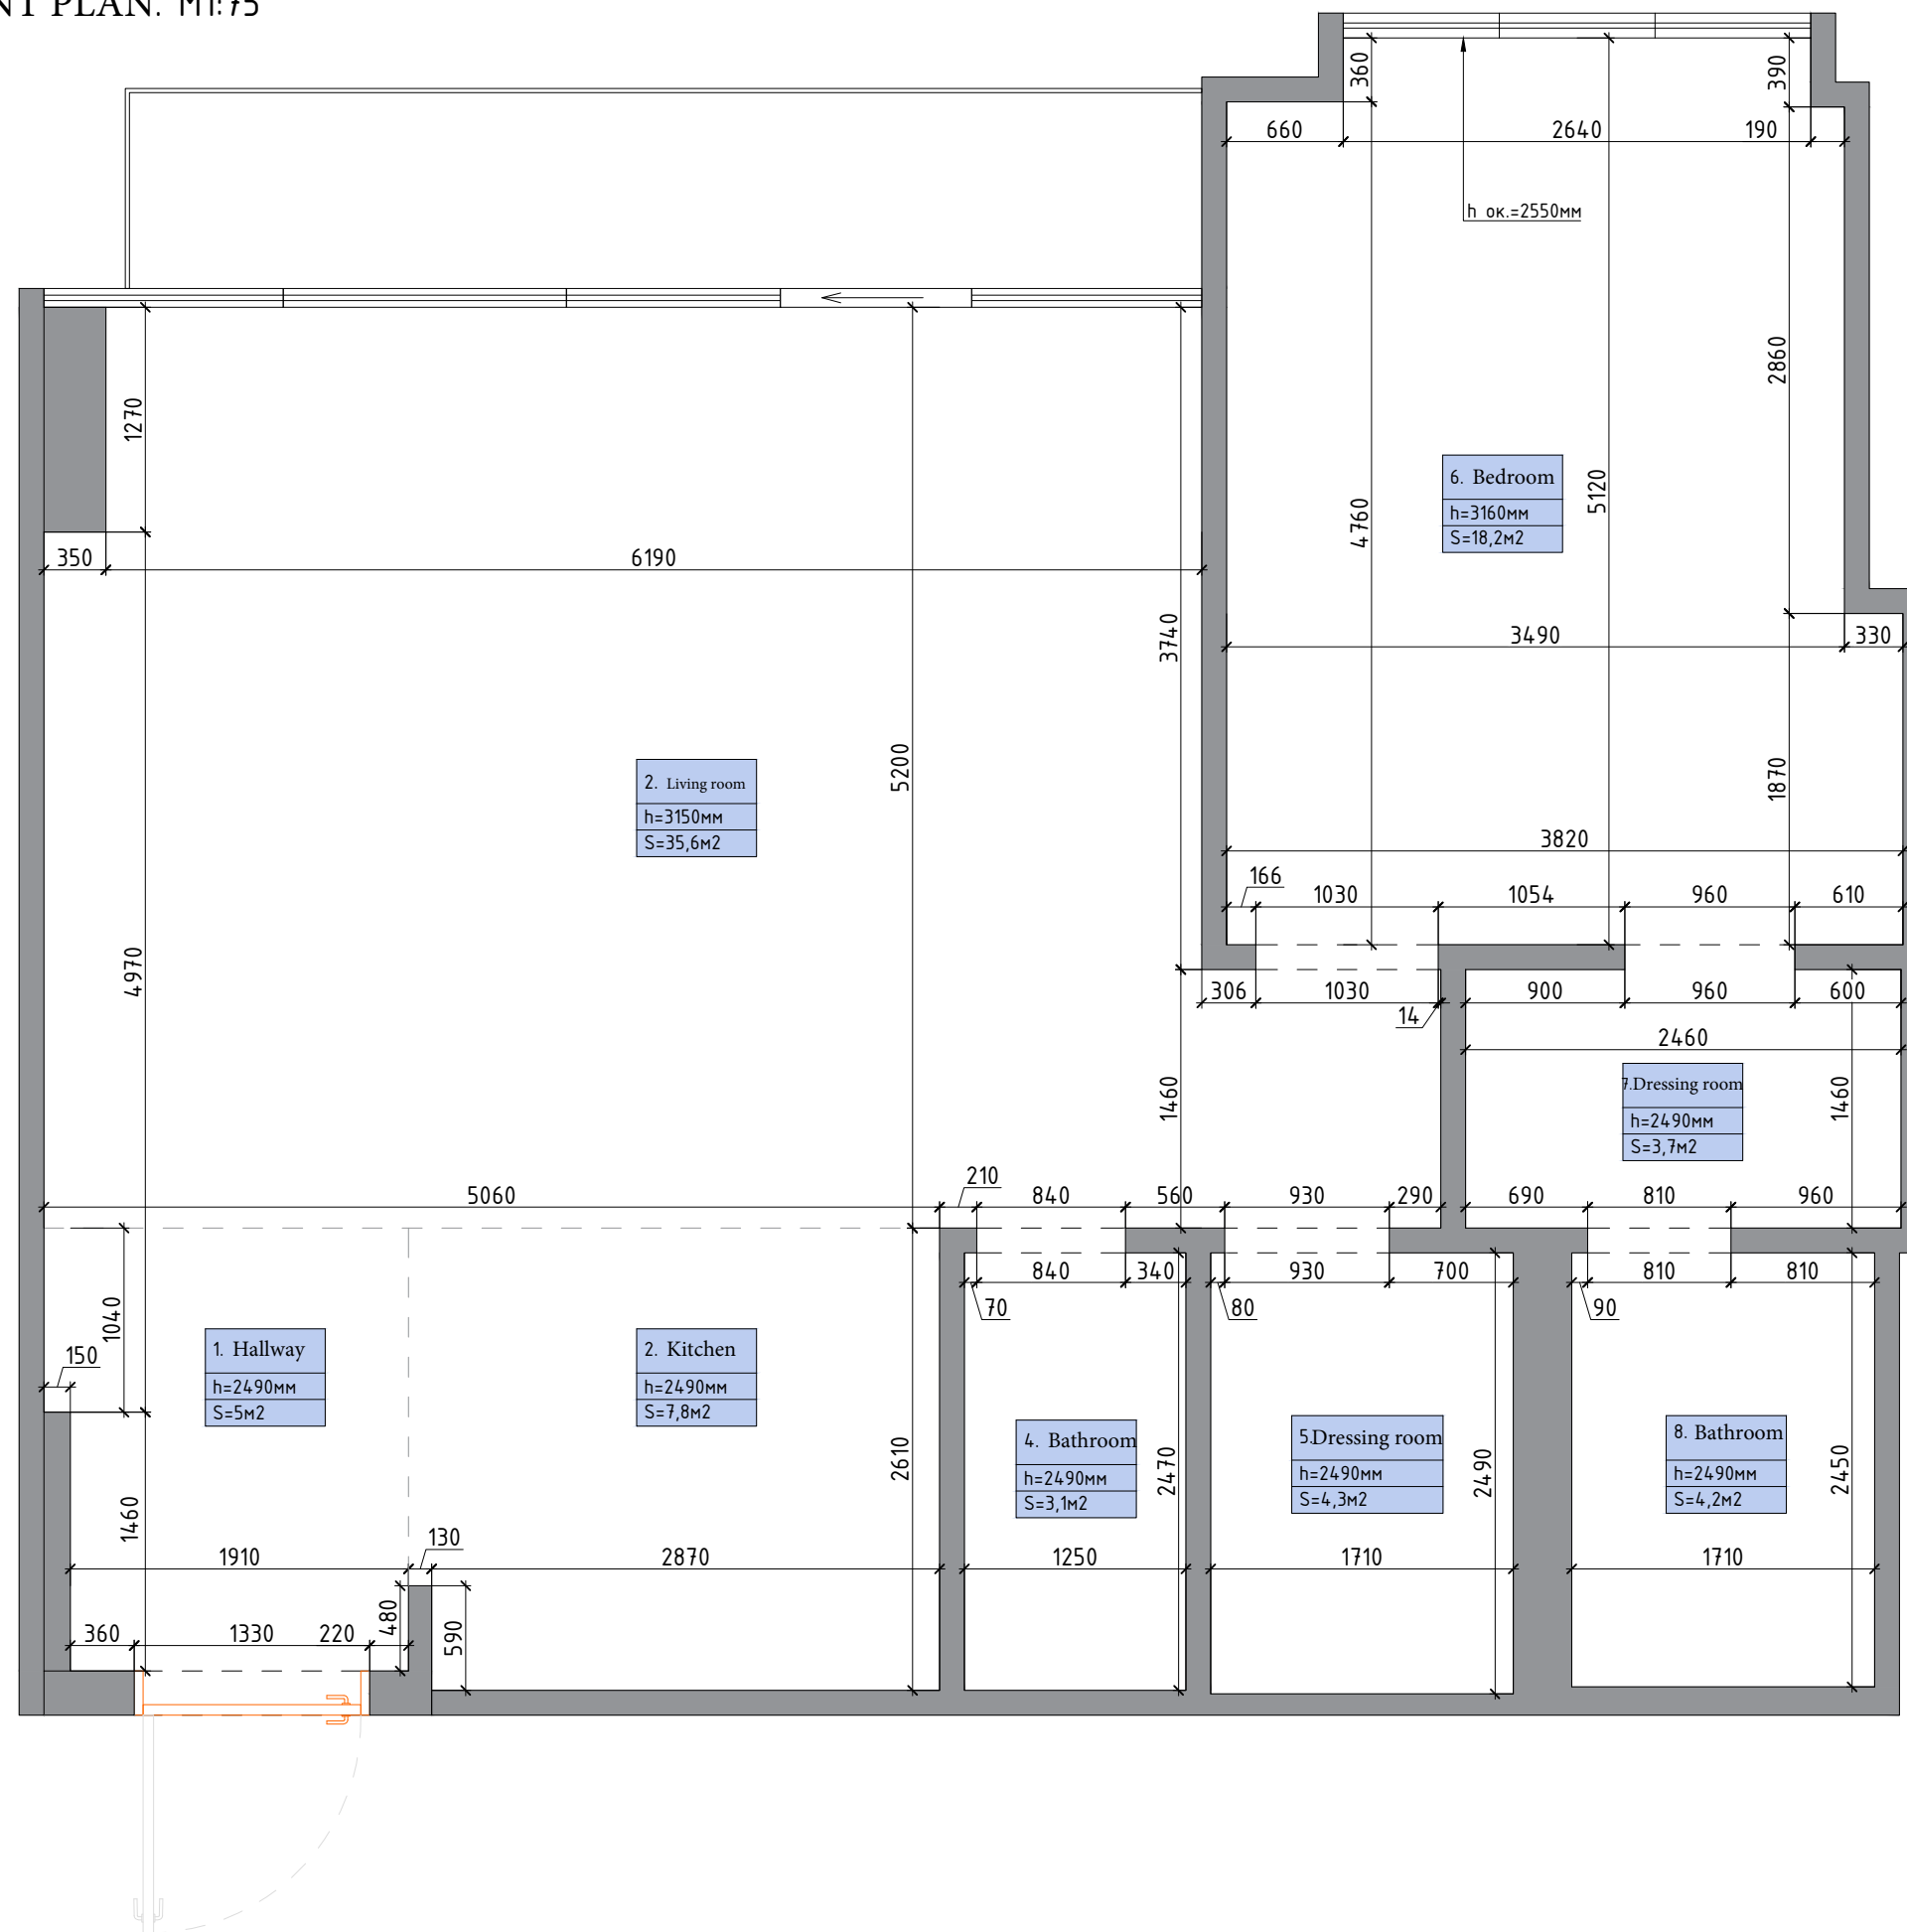 NT PLAN. М1:75
360
390
660
2640
190
h ок.=2550мм
1270
2860
6. Bedroom
h=3160мм
S=18,2м2
4760
5120
350
6190
3740
3490
330
2. Living room
h=3150мм
S=35,6м2
5200
1870
3820
166
1030
1054
960
610
4970
306
1030
14
900
960
600
2460
7.Dressing room
h=2490мм
S=3,7м2
1460
1460
5060
210
840
560
930
290
690
810
960
840
340
930
700
810
810
70
80
90
1040
150
1. Hallway
h=2490мм
S=5м2
2. Kitchen
h=2490мм
S=7,8м2
4. Bathroom
h=2490мм
S=3,1м2
5.Dressing room
h=2490мм
S=4,3м2
8. Bathroom
h=2490мм
S=4,2м2
2610
2470
2490
2450
1460
1910
130
2870
1250
1710
1710
360
1330
220
480
590